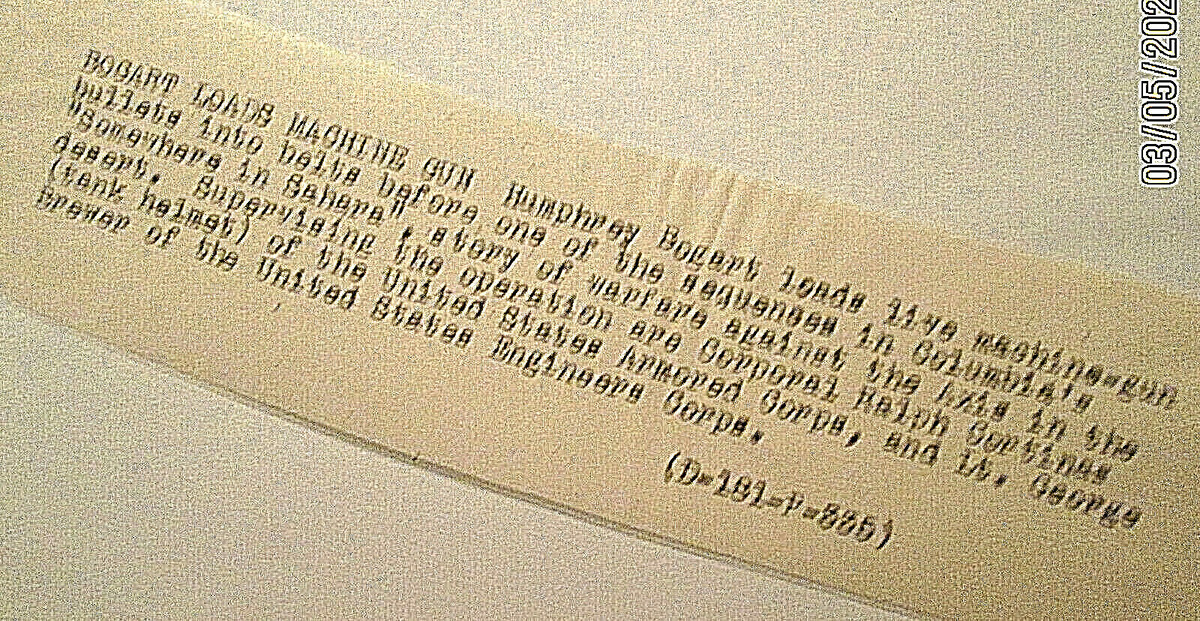 BOGART LOADS MACHINE GUN Humphrey Bogart loads live machine-gun
bullets into belts before one of the sequences in Columbia's
"Somewhere in Sahara", story of warfare against the Axis in the
desert. Supervising the operation are Corporal Ralph Cortines
(tank helmet) of the United States Armored Corps, and Lt. George
Brewer of the United States Engineers Corps.
(D-181-P-
03/05/202